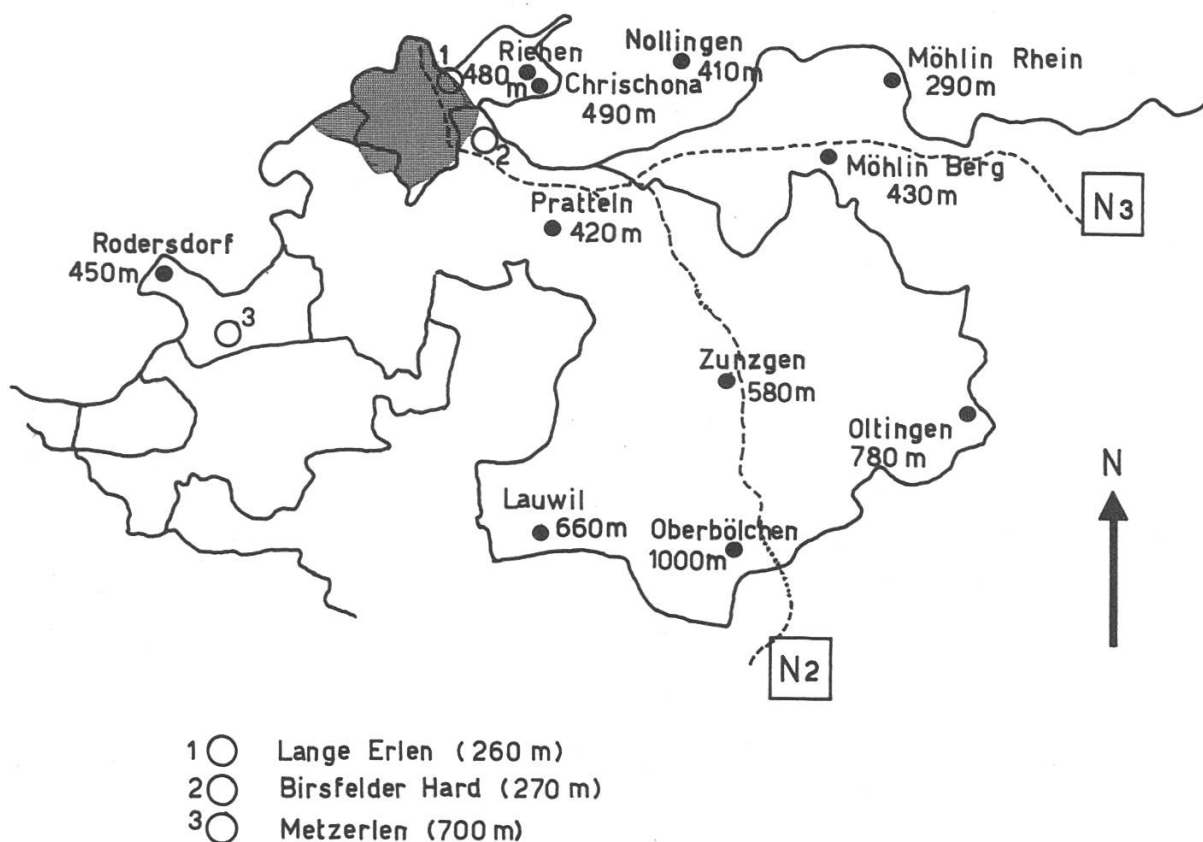 1
Riehen
480m
Chrischona
490m
Nollingen
410m
Möhlin Rhein
290m
2
Möhlin Berg
430m
N3
Pratteln
420m
Rodersdorf
450m
3
Zunzgen
580m
Oltingen
780m
N
Lauwil
660m
Oberbölchen
1000m
N2
1 Lange Erlen (260 m)
2 Birsfelder Hard (270 m)
3 Metzerlen (700 m)